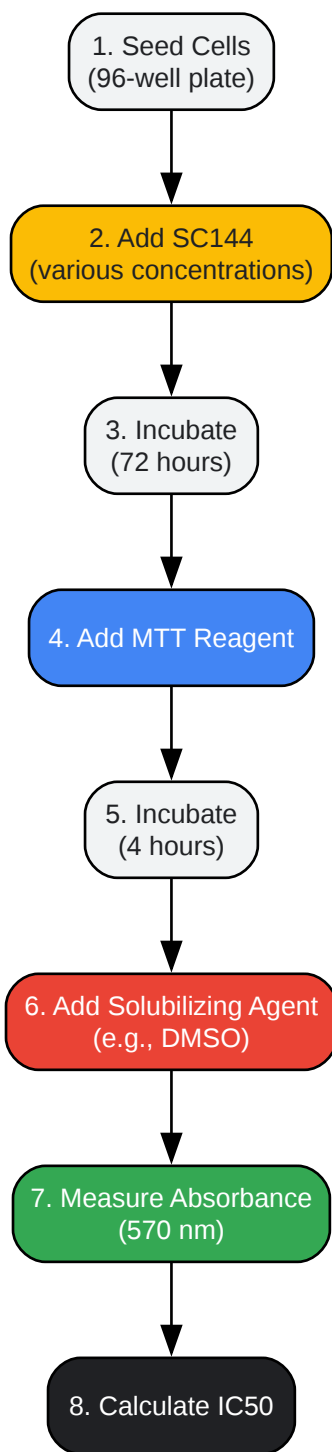 1. Seed Cells
(96-well plate)
2. Add SC144
(various concentrations)
3. Incubate
(72 hours)
4. Add MTT Reagent
5. Incubate
(4 hours)
6. Add Solubilizing Agent
(e.g., DMSO)
7. Measure Absorbance
(570 nm)
8. Calculate IC50